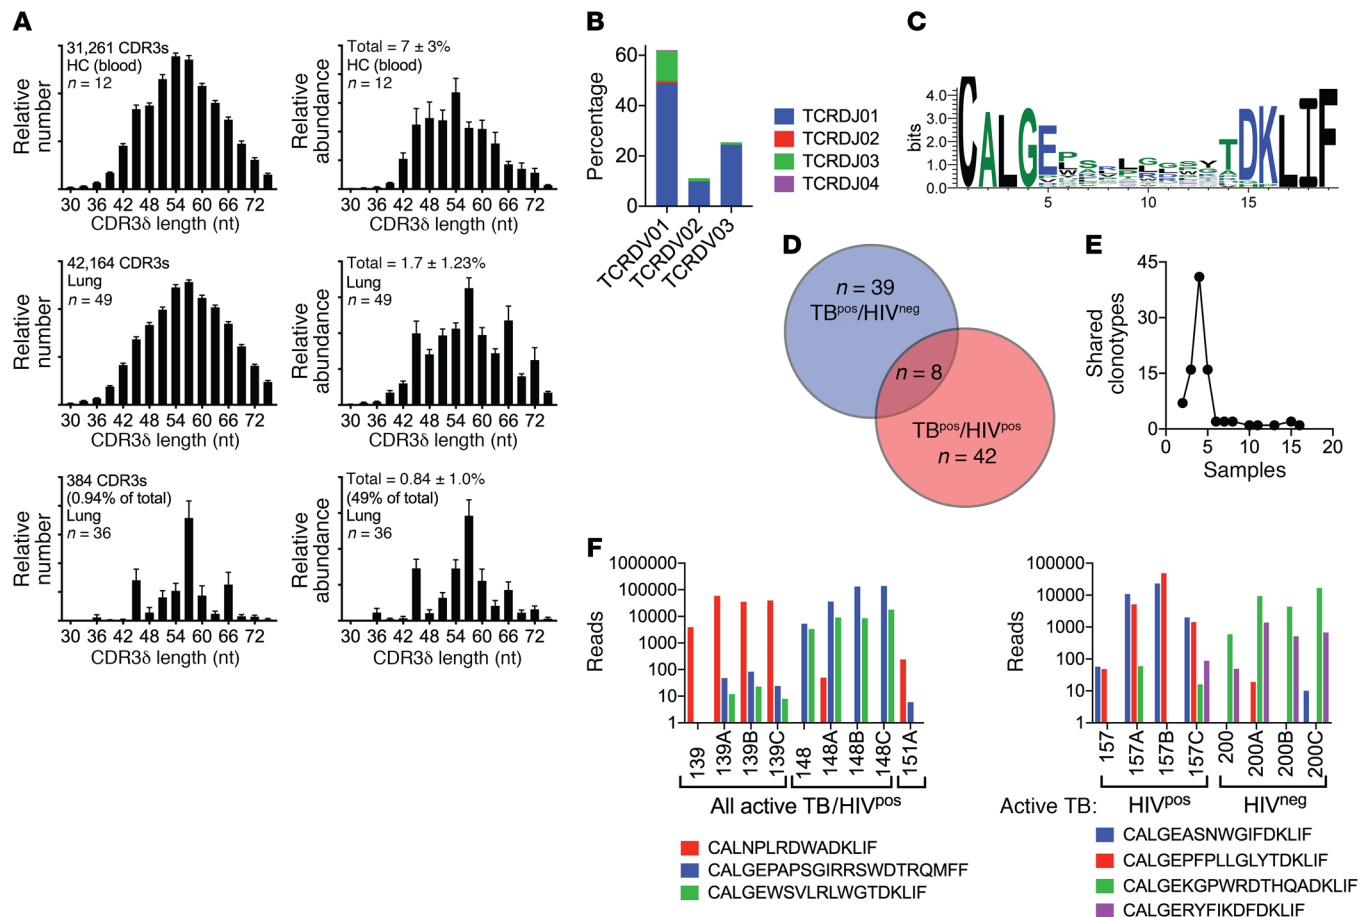 A
31,261 CDR3s
HC (blood)
n = 12
Relative
number
30 36 42 48 54 60 66 72
CDR3δ length (nt)
Total = 7 ± 3%
HC (blood)
n = 12
Relative
abundance
30 36 42 48 54 60 66 72
CDR3δ length (nt)
42,164 CDR3s
Lung
n = 49
Relative
number
30 36 42 48 54 60 66 72
CDR3δ length (nt)
Total = 1.7 ± 1.23%
Lung
n = 49
Relative
abundance
30 36 42 48 54 60 66 72
CDR3δ length (nt)
384 CDR3s
(0.94% of total)
Lung
n = 36
Relative
number
30 36 42 48 54 60 66 72
CDR3δ length (nt)
Total = 0.84 ± 1.0%
(49% of total)
Lung
n = 36
Relative
abundance
30 36 42 48 54 60 66 72
CDR3δ length (nt)
B
Percentage
60
40
20
0
TCRDV01
TCRDV02
TCRDV03
TCRDJ01
TCRDJ02
TCRDJ03
TCRDJ04
C
bits
4.0
3.0
2.0
1.0
0.0
CALGE
TDKLIF
5 10 15
D
n = 39
TBpos/HIVneg
n = 8
TBpos/HIVpos
n = 42
E
Shared
clonotypes
45
30
15
0
0 5 10 15 20
Samples
F
Reads
1000000
100000
10000
1000
100
10
1
139 139A 139B 139C 148 148A 148B 148C 151A
All active TB/HIVpos
CALNPLRDWADKLIF
CALGEPAPSGIRRSWDTRQMFF
CALGEWSVLRLWGTDKLIF
Reads
100000
10000
1000
100
10
1
157 157A 157B 157C 200 200A 200B 200C
Active TB: HIVpos HIVneg
CALGEASNWGIFDKLIF
CALGEPFPLLGLYTDKLIF
CALGEKGPWRDTHQADKLIF
CALGERYFIKDFDKLIF